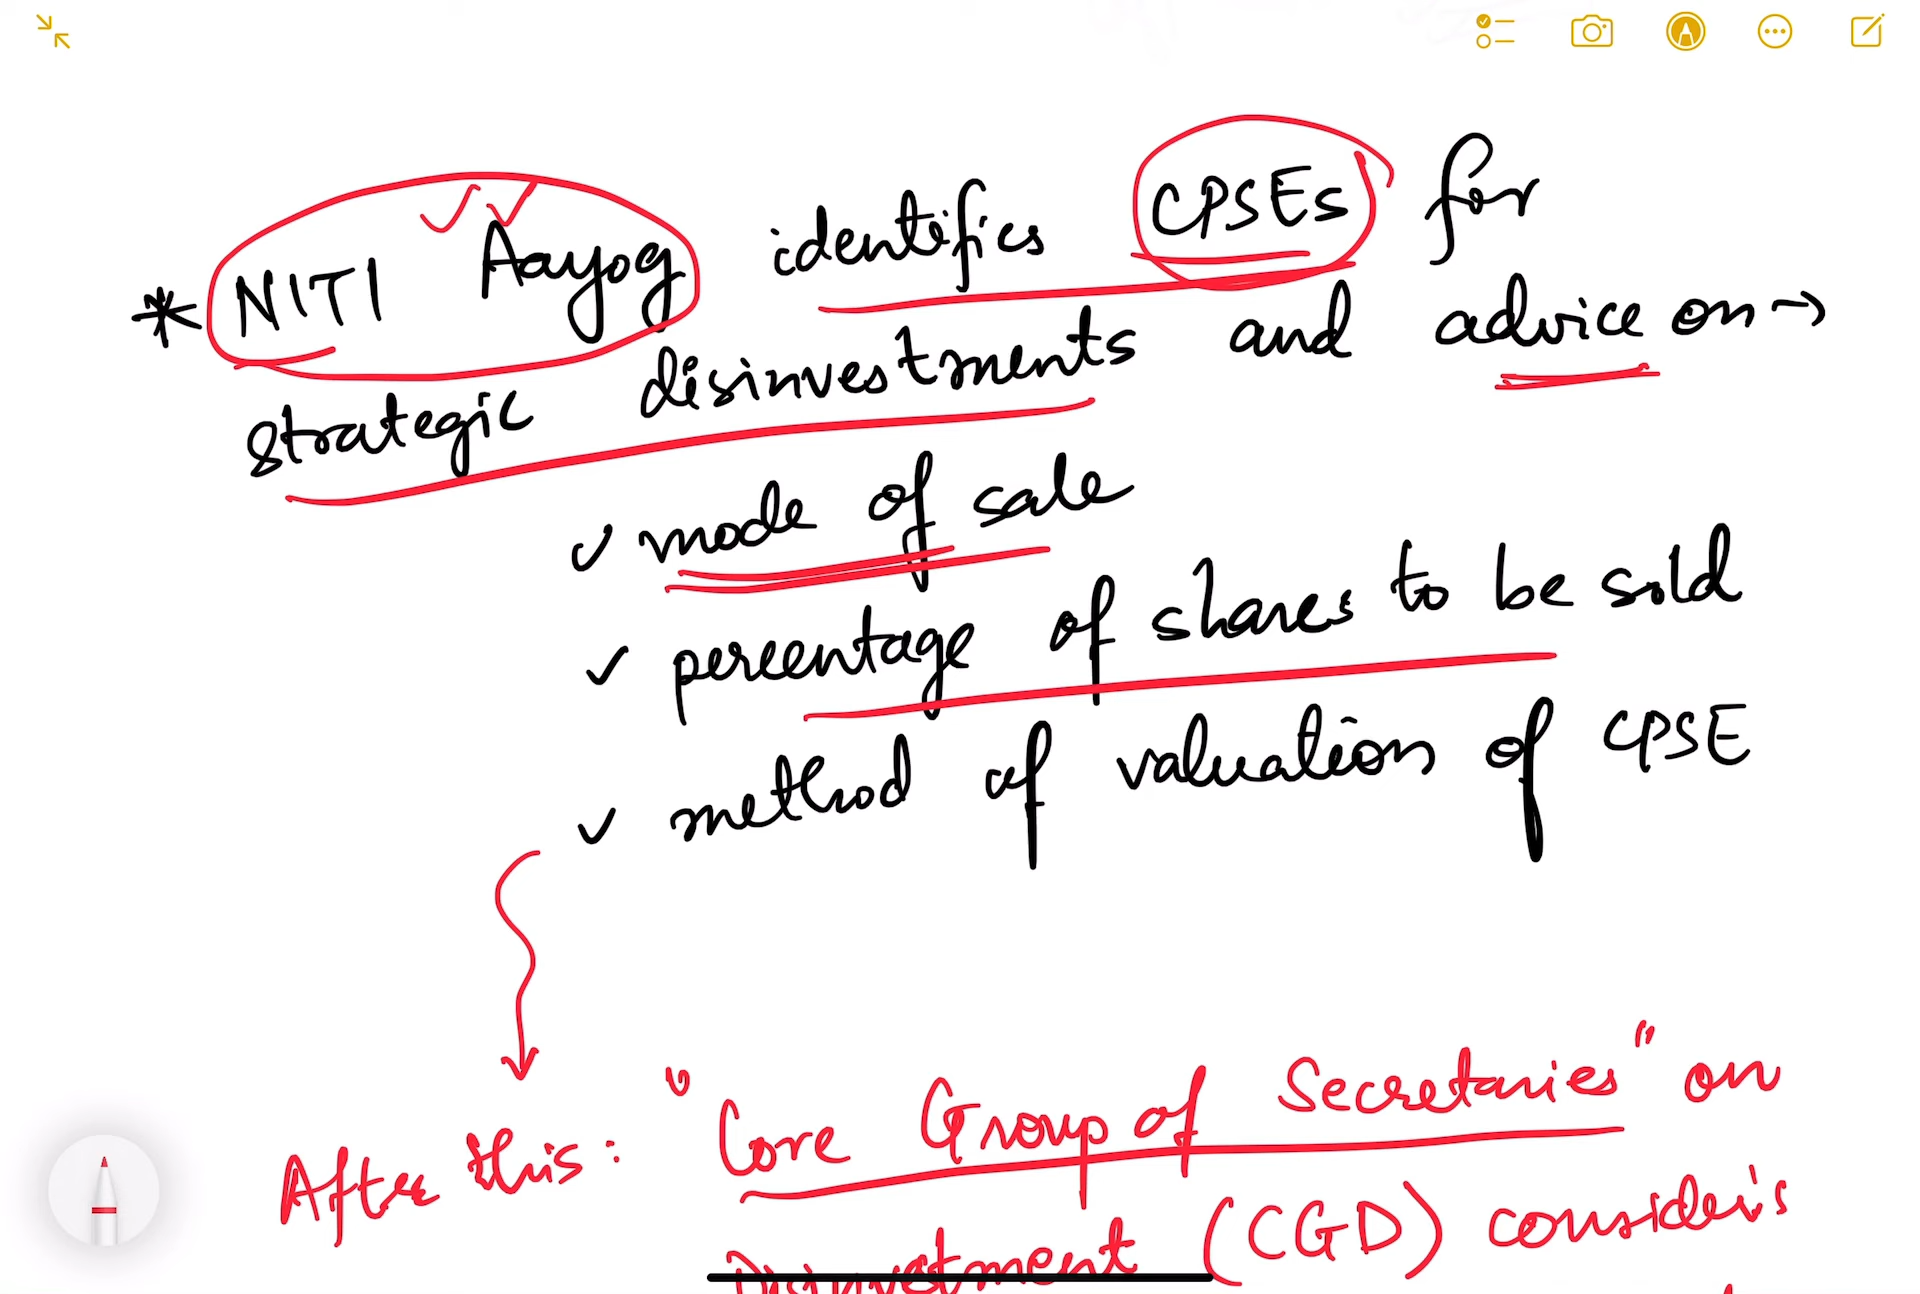 * NITI Aayog identifies CPSEs for
strategic disinvestments and advice on →
✓ mode of sale
✓ percentage of shares to be sold
✓ method of valuation of CPSE
After this: "Core Group of Secretaries" on
Disinvestment (CGD) considers